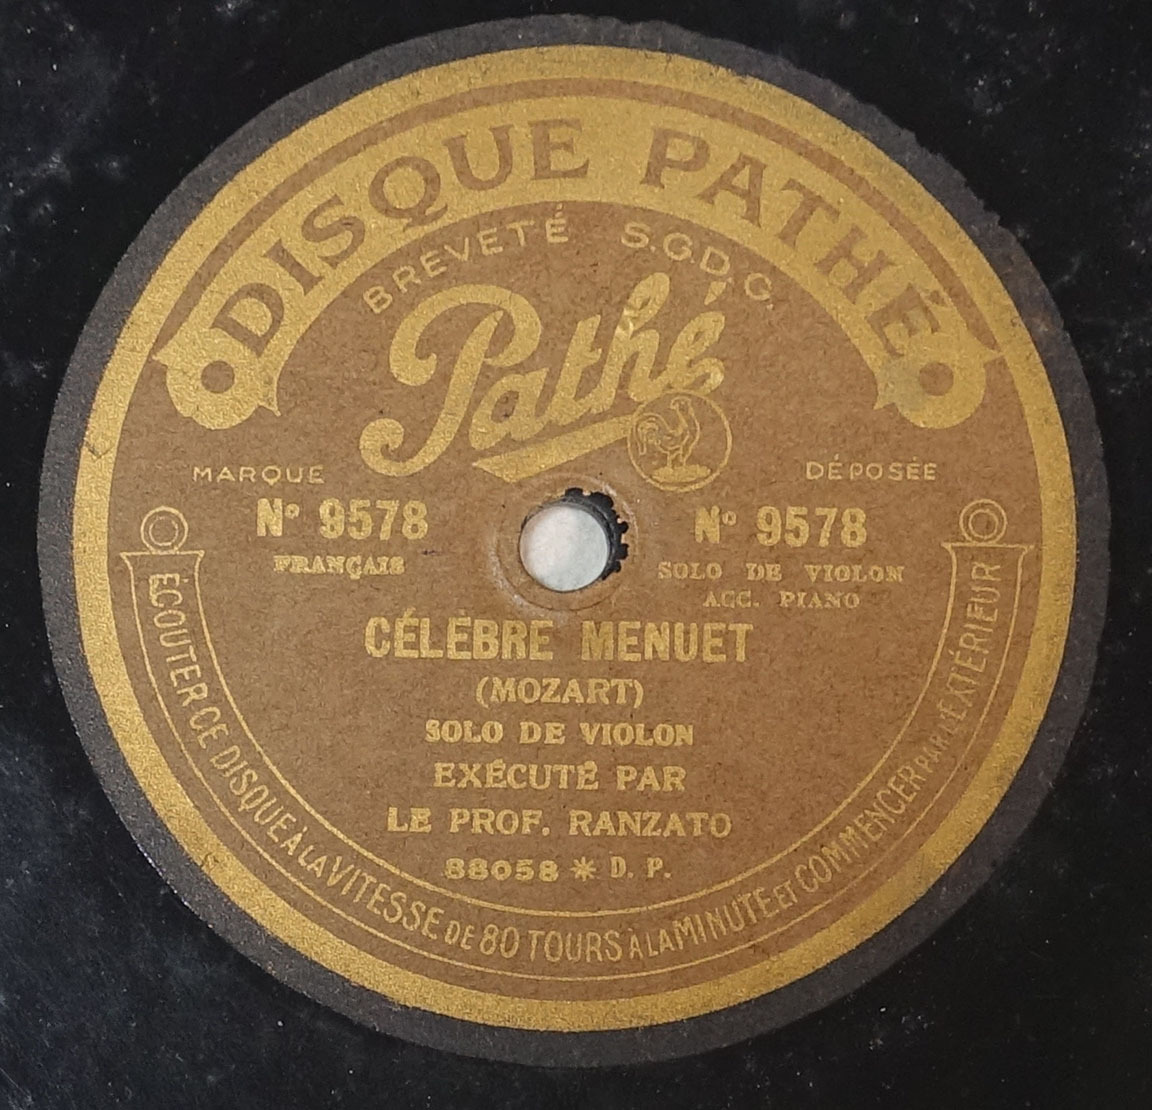 DISQUE PATHÉ
BREVETÉ S.G.D.G.
Pathé
MARQUE DÉPOSÉE
No 9578
FRANÇAIS
No 9578
SOLO DE VIOLON
ACC. PIANO
CÉLÈBRE MENUET
(MOZART)
SOLO DE VIOLON
EXÉCUTÉ PAR
LE PROF. RANZATO
88058 * D. P.
ÉCOUTER CE DISQUE À LA VITESSE DE 80 TOURS À LA MINUTE ET COMMENCER PAR L'EXTÉRIEUR